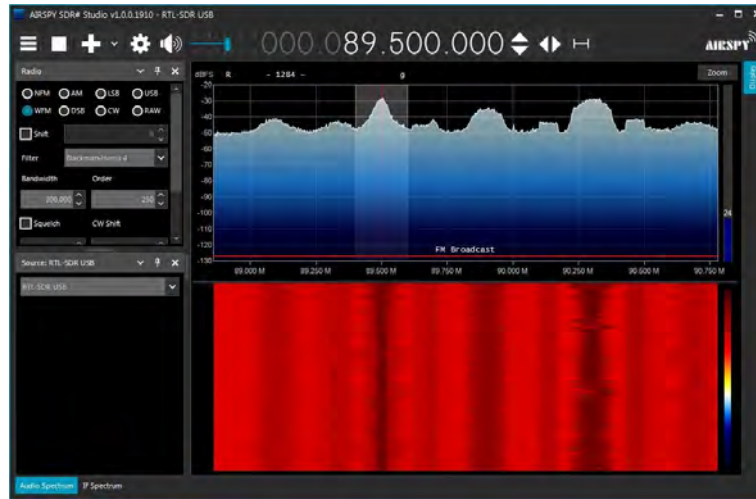 AIRSPY SDR# Studio v1.0.0.1910 - RTL-SDR USB
000.089.500.000
AIRSPY
Radio
NFM AM LSB USB
WFM DSB CW RAW
Shift 0
Filter Blackman-Harris 4
Bandwidth Order
200,000 250
Squelch CW Shift
Source: RTL-SDR USB
RTL-SDR USB
dBFS R - 1284 - g
Zoom
Display
-20
-30
-40
-50
-60
-70
-80
-90
-100
-110
-120
-130
24
FM Broadcast
89.000 M 89.250 M 89.500 M 89.750 M 90.000 M 90.250 M 90.500 M 90.750 M
Audio Spectrum IF Spectrum